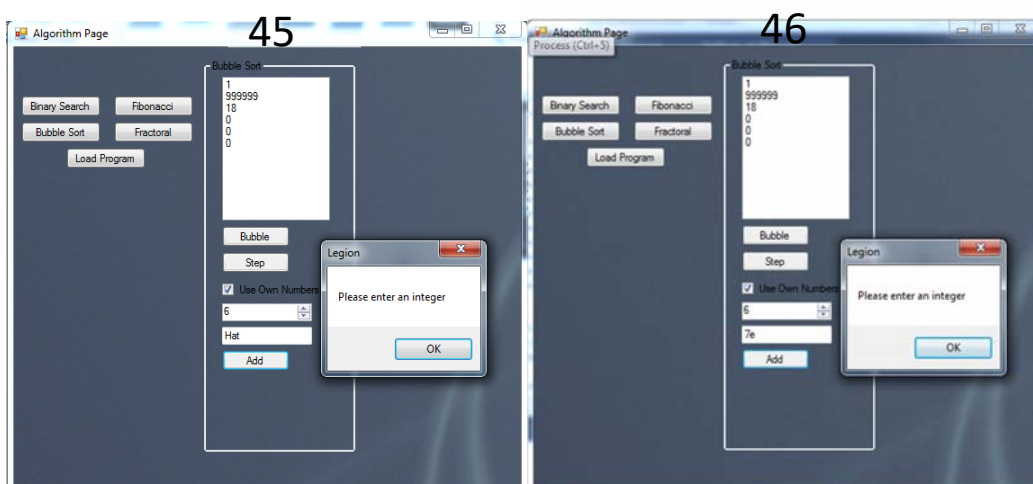 45
Algorithm Page
Bubble Sort
1
999999
18
0
0
0
Binary Search
Fibonacci
Bubble Sort
Fractoral
Load Program
Bubble
Step
Use Own Numbers
6
Hat
Add
Legion
Please enter an integer
OK
46
Algorithm Page
Process (Ctrl+5)
Bubble Sort
1
999999
18
0
0
0
Binary Search
Fibonacci
Bubble Sort
Fractoral
Load Program
Bubble
Step
Use Own Numbers
6
7e
Add
Legion
Please enter an integer
OK